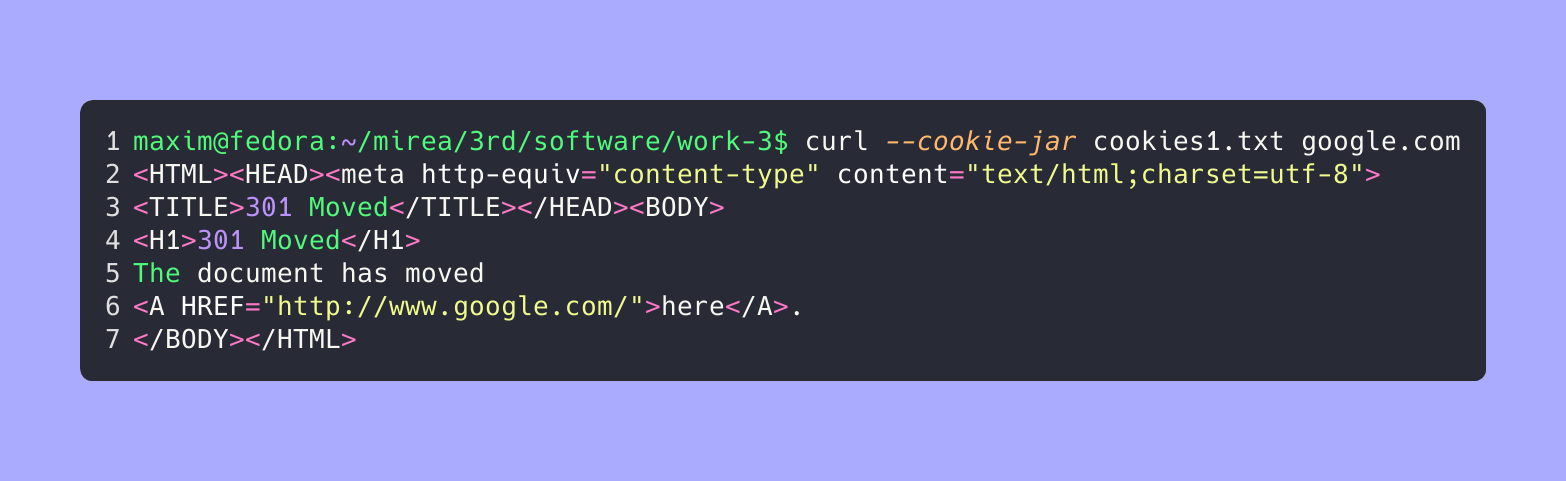 1 maxim@fedora:~/mirea/3rd/software/work-3$ curl --cookie-jar cookies1.txt google.com
2 <HTML><HEAD><meta http-equiv="content-type" content="text/html;charset=utf-8">
3 <TITLE>301 Moved</TITLE></HEAD><BODY>
4 <H1>301 Moved</H1>
5 The document has moved
6 <A HREF="http://www.google.com/">here</A>.
7 </BODY></HTML>